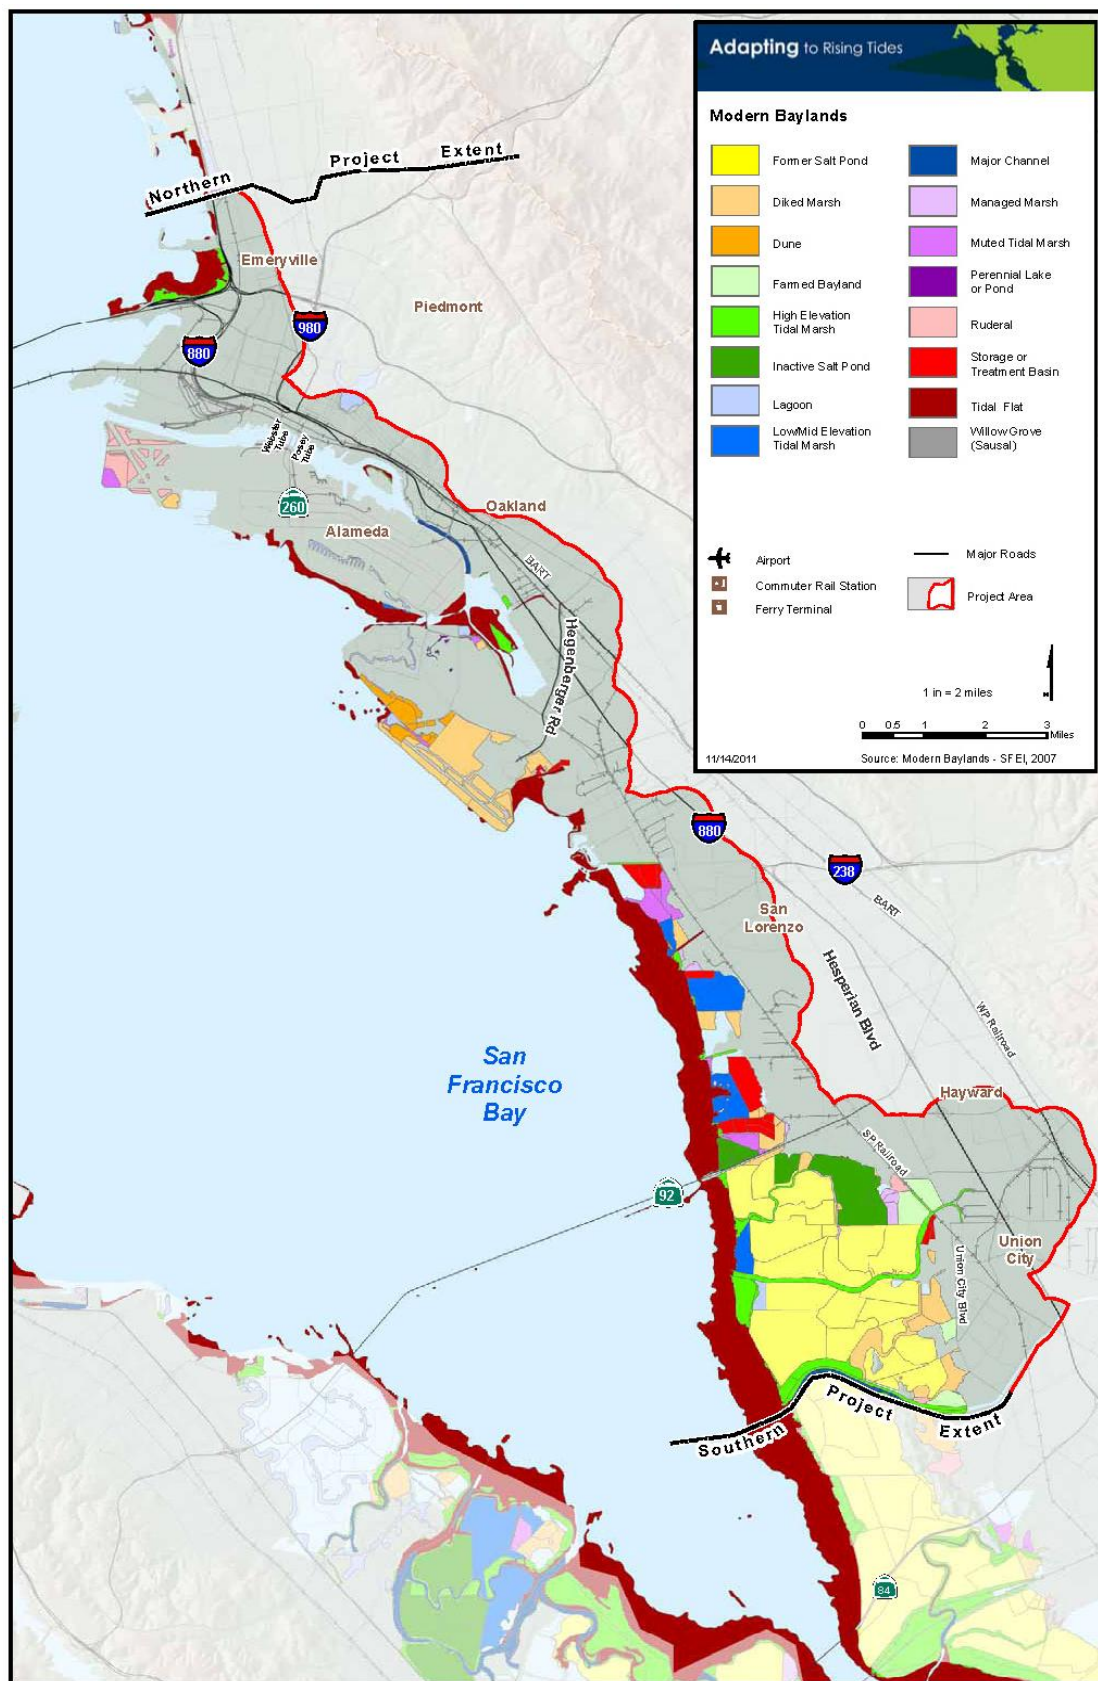 Adapting to Rising Tides
Modern Baylands
Former Salt Pond
Diked Marsh
Dune
Farmed Bayland
High Elevation
Tidal Marsh
Inactive Salt Pond
Lagoon
Low/Mid Elevation
Tidal Marsh
Major Channel
Managed Marsh
Muted Tidal Marsh
Perennial Lake
or Pond
Ruderal
Storage or
Treatment Basin
Tidal Flat
Willow Grove
(Sausal)
Airport
Commuter Rail Station
Ferry Terminal
Major Roads
Project Area
1 in = 2 miles
N
0 0.5 1 2 3
Miles
11/14/2011
Source: Modern Baylands - SFEI, 2007
Northern Project Extent
Emeryville
Piedmont
980
880
Webster
Tube
Posey
Tube
260
Alameda
Oakland
BART
Hegenberger Rd
880
238
BART
San
Lorenzo
Hesperian Blvd
WP Railroad
San
Francisco
Bay
Hayward
SP Railroad
92
Union
City
Union City Blvd
Southern Project Extent
84